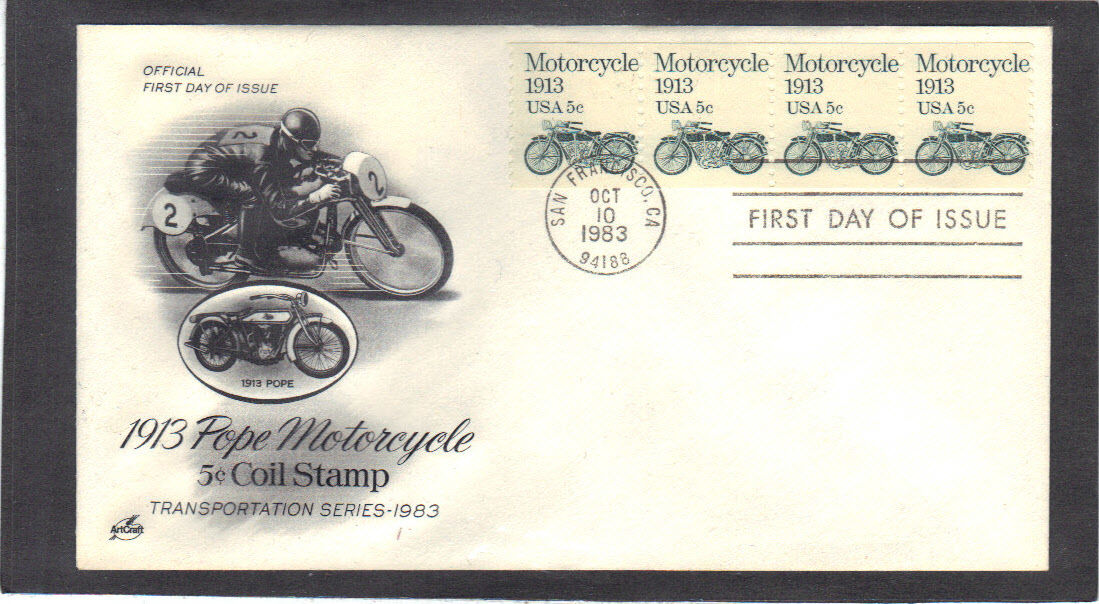 OFFICIAL
FIRST DAY OF ISSUE
2
2
1913 POPE
1913 Pope Motorcycle
5¢ Coil Stamp
TRANSPORTATION SERIES-1983
ArtCraft
Motorcycle
1913
USA 5c
Motorcycle
1913
USA 5c
Motorcycle
1913
USA 5c
Motorcycle
1913
USA 5c
SAN FRANCISCO, CA
OCT
10
1983
94188
FIRST DAY OF ISSUE